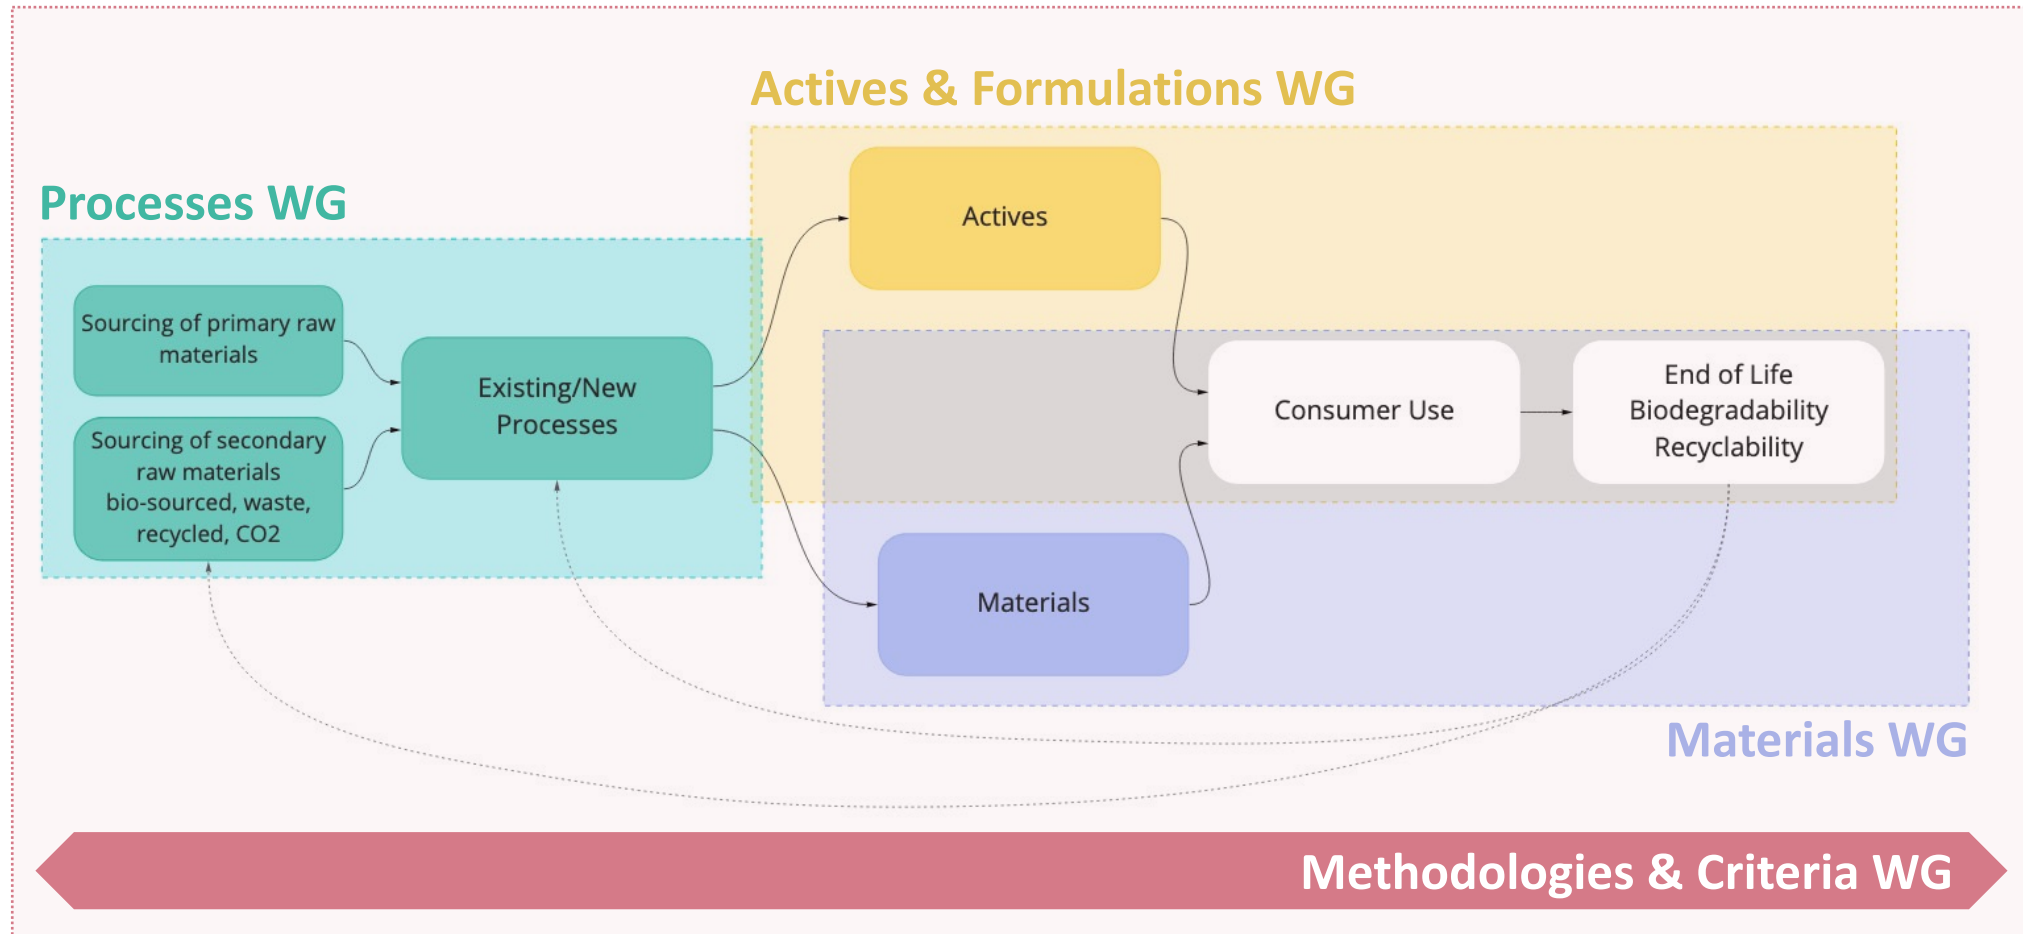 Actives & Formulations WG
Processes WG
Actives
Sourcing of primary raw
materials
Existing/New
Processes
Sourcing of secondary
raw materials
bio-sourced, waste,
recycled, CO2
Consumer Use
End of Life
Biodegradability
Recyclability
Materials
Materials WG
Methodologies & Criteria WG